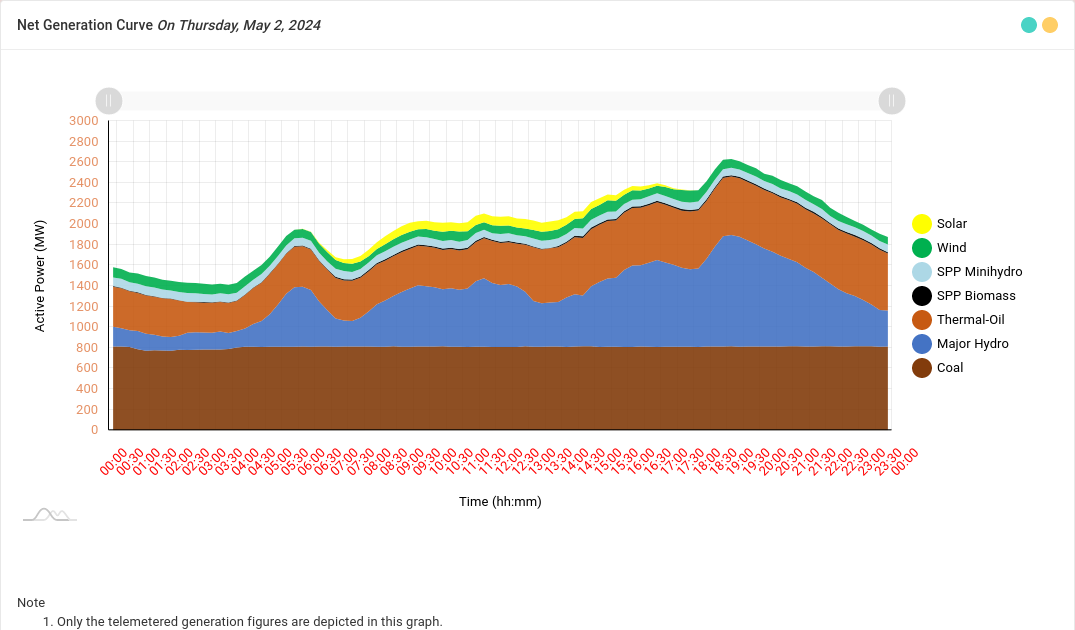 Net Generation Curve On Thursday, May 2, 2024
3000
2800
2600
2400
2200
2000
1800
1600
1400
1200
1000
800
600
400
200
0
Active Power (MW)
Solar
Wind
SPP Minihydro
SPP Biomass
Thermal-Oil
Major Hydro
Coal
00:00 00:30 01:00 01:30 02:00 02:30 03:00 03:30 04:00 04:30 05:00 05:30 06:00 06:30 07:00 07:30 08:00 08:30 09:00 09:30 10:00 10:30 11:00 11:30 12:00 12:30 13:00 13:30 14:00 14:30 15:00 15:30 16:00 16:30 17:00 17:30 18:00 18:30 19:00 19:30 20:00 20:30 21:00 21:30 22:00 22:30 23:00 23:30 00:00
Time (hh:mm)
Note
1. Only the telemetered generation figures are depicted in this graph.